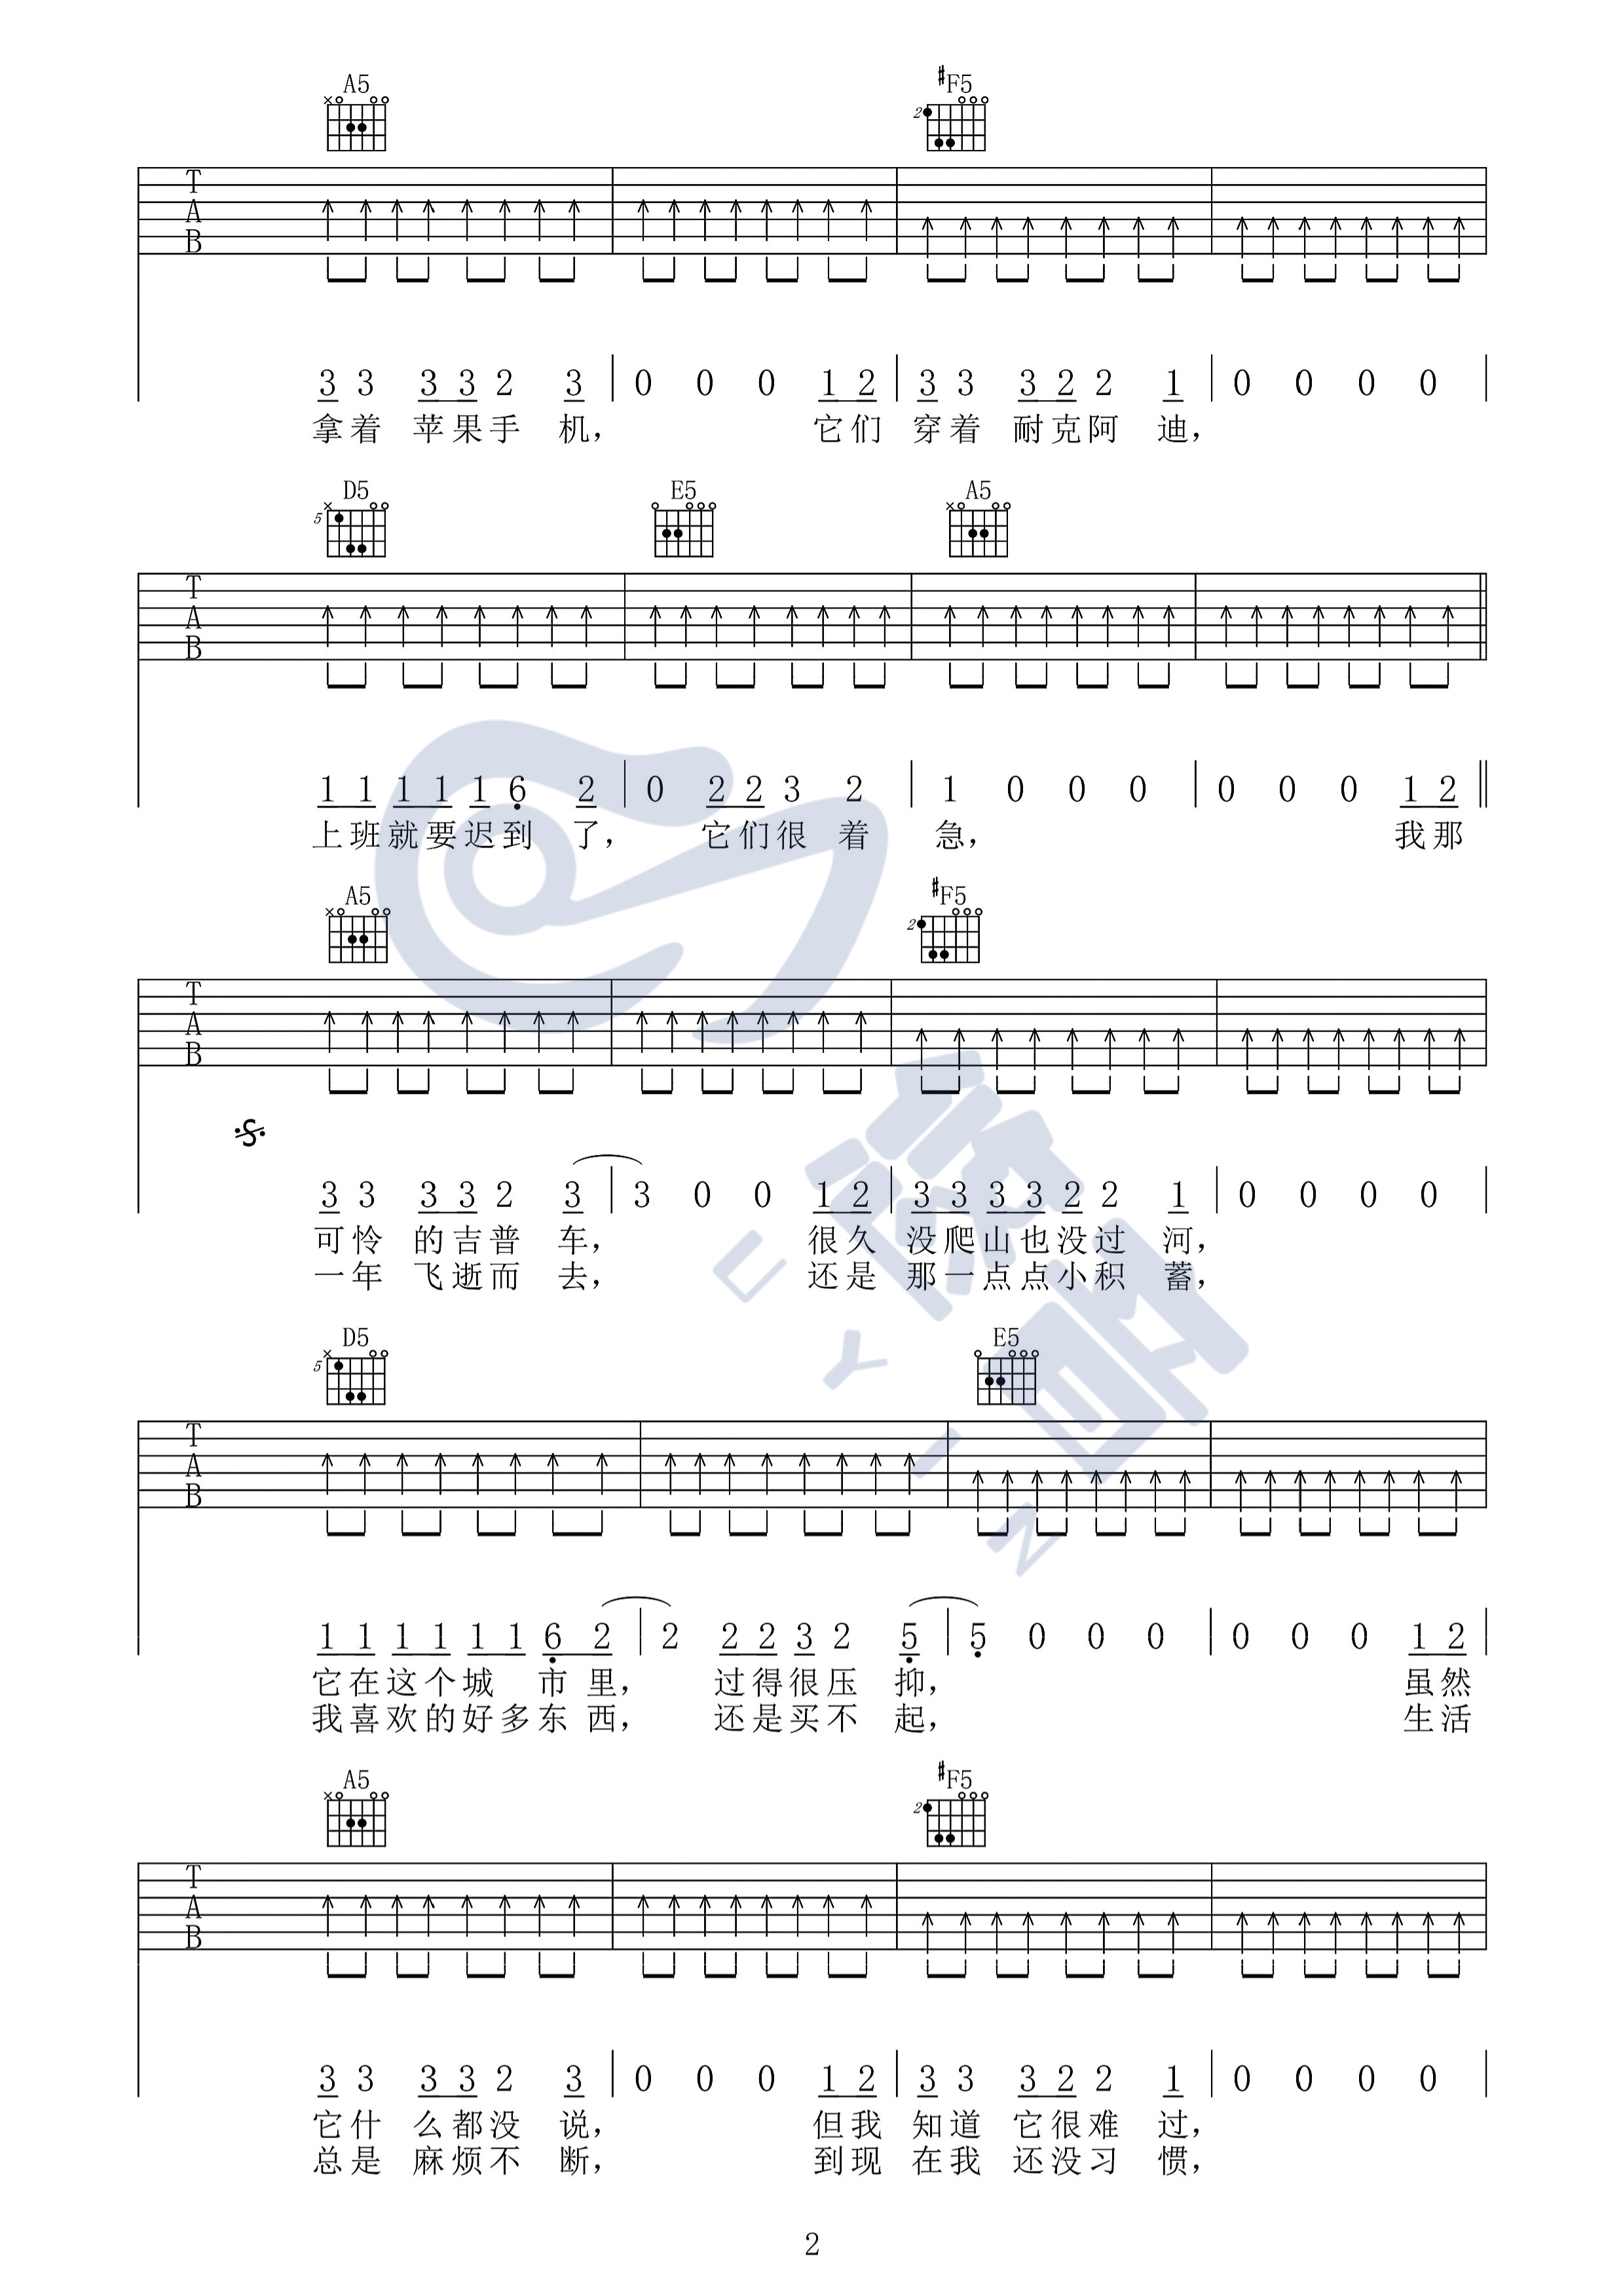 A5 #F5
2
T
A
B
3 3 3 3 2 3 | 0 0 0 1 2 | 3 3 3 2 2 1 | 0 0 0 0 |
拿着 苹果手 机， 它们 穿着 耐克阿 迪，
D5 E5 A5
5
T
A
B
1 1 1 1 1 6 2 | 0 2 2 3 2 | 1 0 0 0 | 0 0 0 1 2 ||
上班就要迟到 了， 它们很 着 急， 我那
A5 #F5
2
T
A
B
3 3 3 3 2 3 | 3 0 0 1 2 | 3 3 3 3 2 2 1 | 0 0 0 0 |
可怜 的吉普 车， 很久 没爬山也没过 河，
一年 飞逝而 去， 还是 那一点点小积 蓄，
D5 E5
5
T
A
B
1 1 1 1 1 1 6 2 | 2 2 2 3 2 5 | 5 0 0 0 | 0 0 0 1 2 |
它在这个城 市里， 过得很压 抑， 虽然
我喜欢的好多东西， 还是买不 起， 生活
A5 #F5
2
T
A
B
3 3 3 3 2 3 | 0 0 0 1 2 | 3 3 3 2 2 1 | 0 0 0 0 |
它什 么都没 说， 但我 知道 它很难 过，
总是 麻烦不 断， 到现 在我 还没习 惯，
2
UYIN